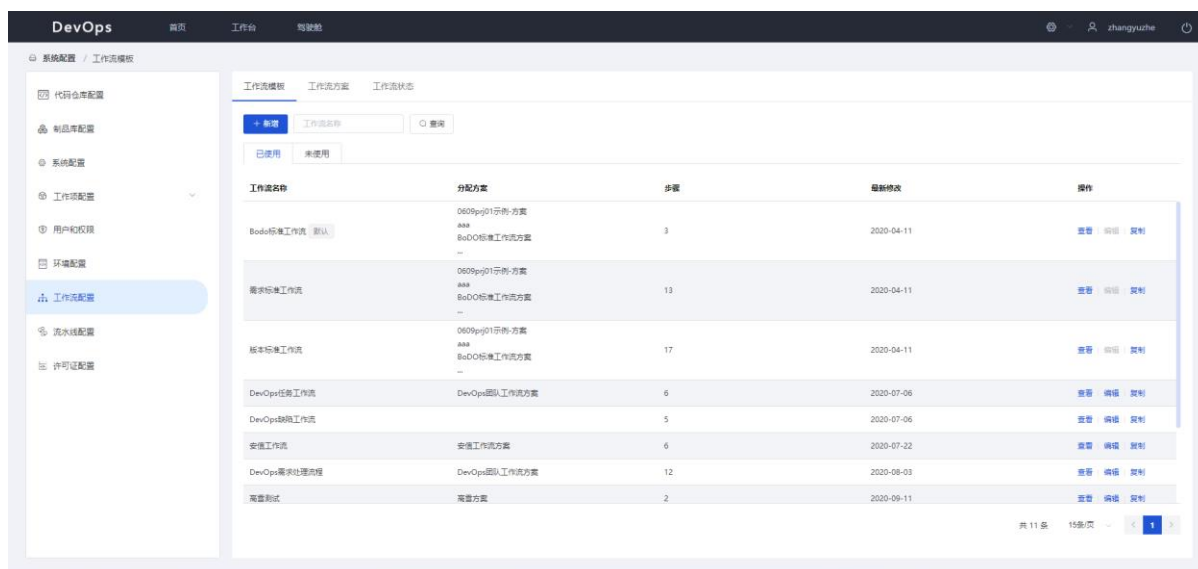 DevOps 首页 工作台 驾驶舱 zhangyuzhe
系统配置 / 工作流模板
代码仓库配置
制品库配置
系统配置
工作项配置
用户和权限
环境配置
工作流配置
流水线配置
许可证配置
工作流模板 工作流方案 工作流状态
+ 新增 工作流名称 查询
已使用 未使用
工作流名称 分配方案 步骤 最新修改 操作
0609prj01示例-方案
aaa
Bodo标准工作流 默认 BoDO标准工作流方案 3 2020-04-11 查看 编辑 复制
...
0609prj01示例-方案
aaa
需求标准工作流 BoDO标准工作流方案 13 2020-04-11 查看 编辑 复制
...
0609prj01示例-方案
aaa
版本标准工作流 BoDO标准工作流方案 17 2020-04-11 查看 编辑 复制
...
DevOps任务工作流 DevOps团队工作流方案 6 2020-07-06 查看 编辑 复制
DevOps缺陷工作流 5 2020-07-06 查看 编辑 复制
安信工作流 安信工作流方案 6 2020-07-22 查看 编辑 复制
DevOps需求处理流程 DevOps团队工作流方案 12 2020-08-03 查看 编辑 复制
2 2020-09-11 查看 编辑 复制
共 11 条 15条/页 < 1 >